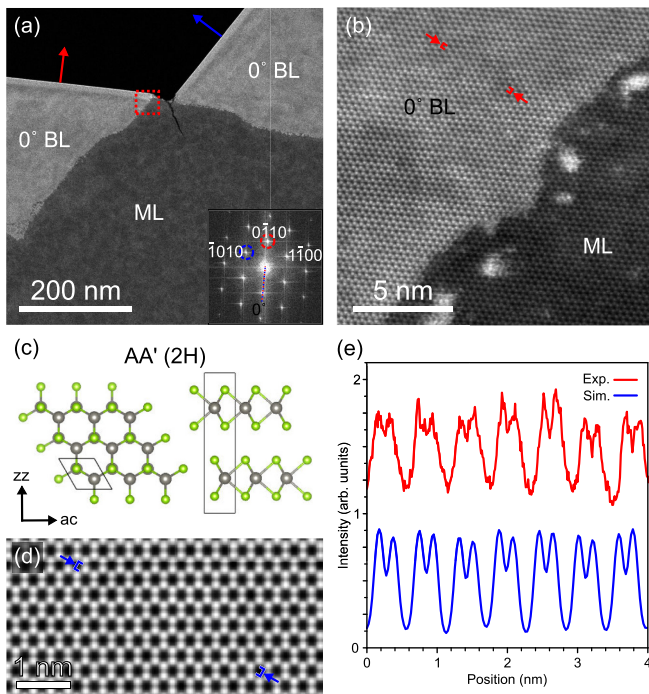 (a)
0° BL
0° BL
ML
01̄10
1̄010
11̄00
0°
200 nm
(b)
0° BL
ML
5 nm
(c)
AA' (2H)
zz
ac
(d)
1 nm
(e)
2
Exp.
Sim.
Intensity (arb. uunits)
1
0
0 1 2 3 4
Position (nm)